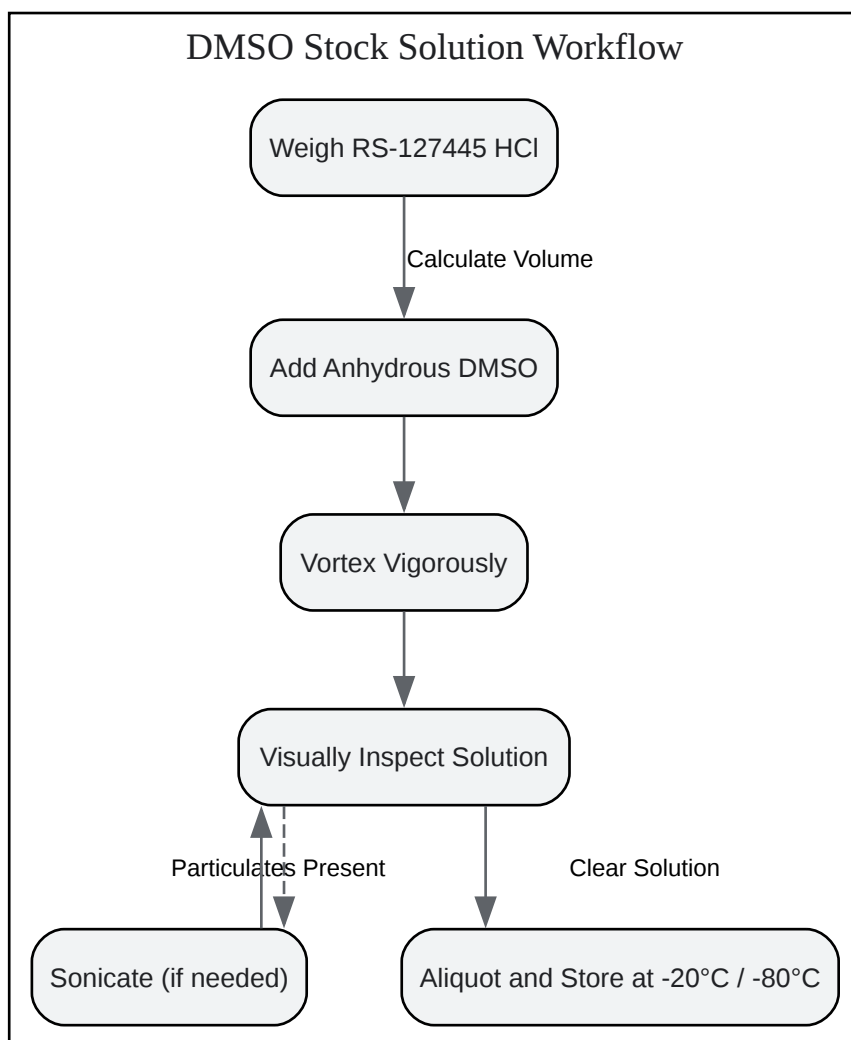 DMSO Stock Solution Workflow
Weigh RS-127445 HCl
Calculate Volume
Add Anhydrous DMSO
Vortex Vigorously
Visually Inspect Solution
Particulates Present
Clear Solution
Sonicate (if needed)
Aliquot and Store at -20°C / -80°C